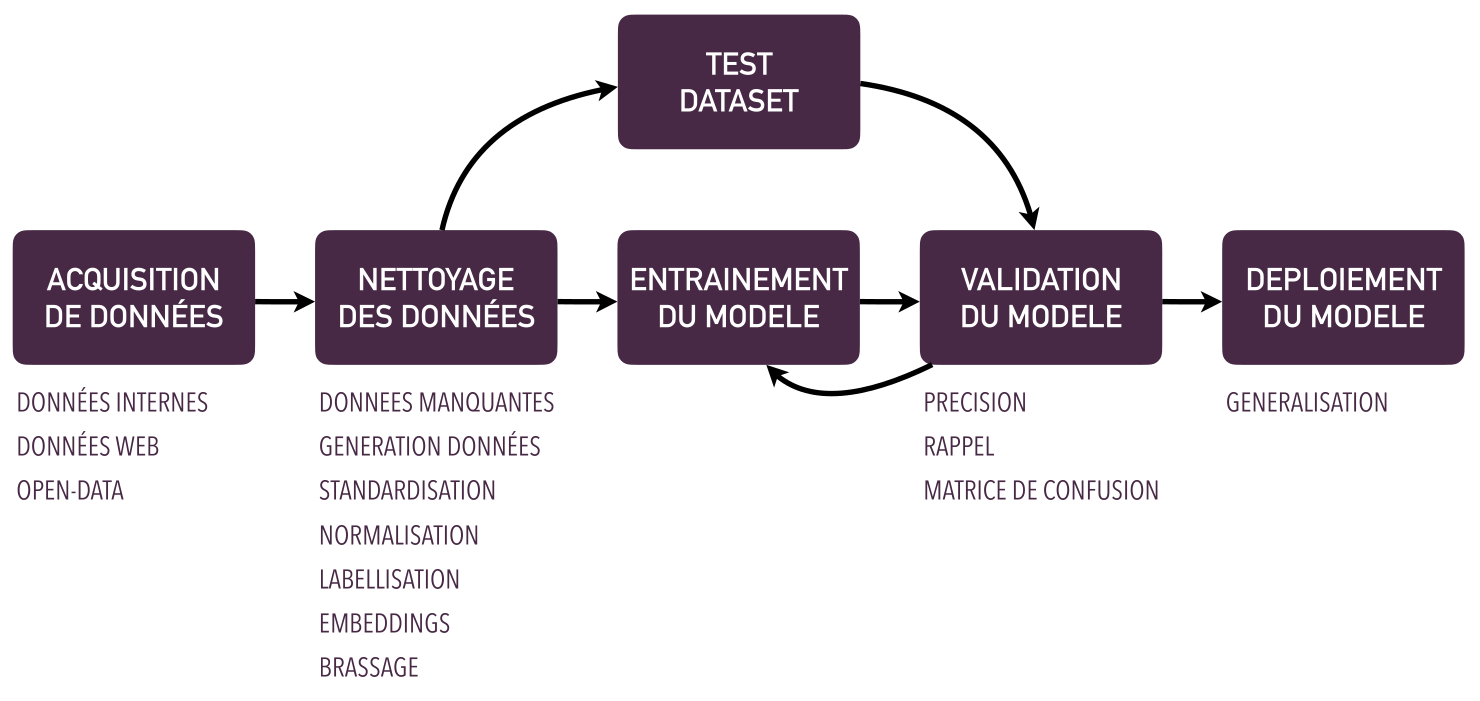 TEST
DATASET
ACQUISITION
DE DONNÉES
NETTOYAGE
DES DONNÉES
ENTRAINEMENT
DU MODELE
VALIDATION
DU MODELE
DEPLOIEMENT
DU MODELE
DONNÉES INTERNES
DONNÉES WEB
OPEN-DATA
DONNEES MANQUANTES
GENERATION DONNÉES
STANDARDISATION
NORMALISATION
LABELLISATION
EMBEDDINGS
BRASSAGE
PRECISION
RAPPEL
MATRICE DE CONFUSION
GENERALISATION